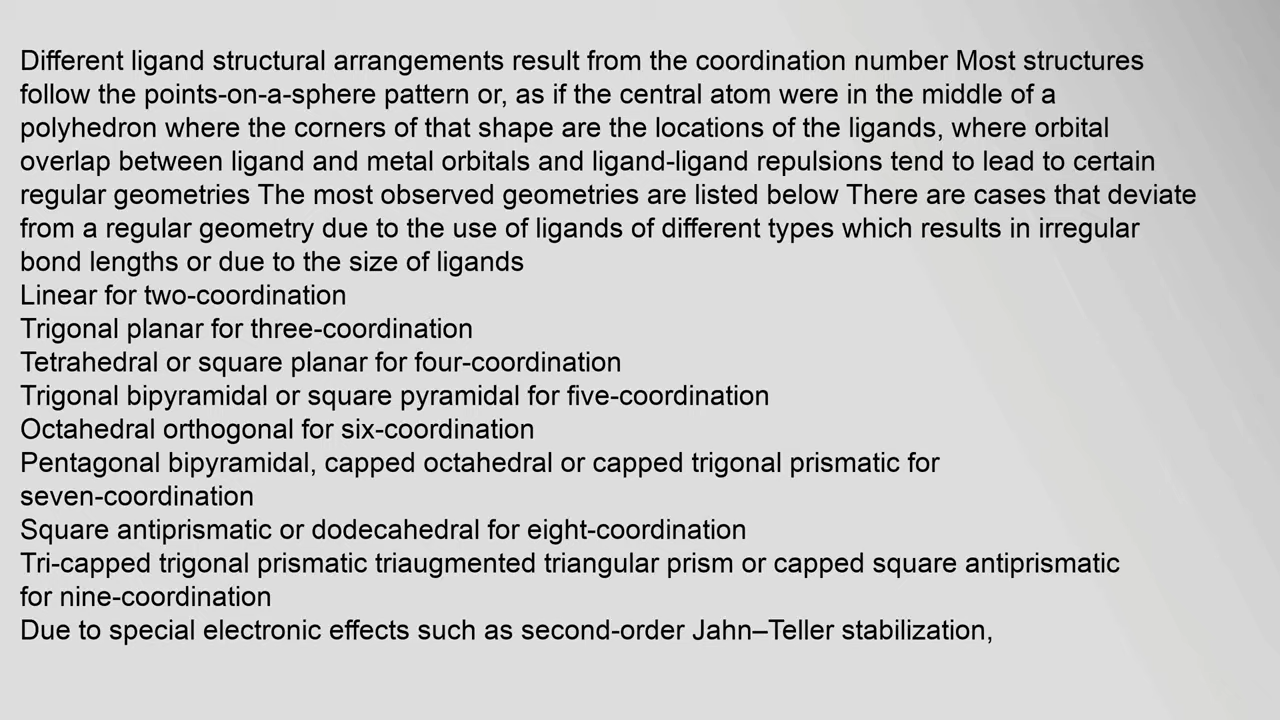 Different ligand structural arrangements result from the coordination number Most structures
follow the points-on-a-sphere pattern or, as if the central atom were in the middle of a
polyhedron where the corners of that shape are the locations of the ligands, where orbital
overlap between ligand and metal orbitals and ligand-ligand repulsions tend to lead to certain
regular geometries The most observed geometries are listed below There are cases that deviate
from a regular geometry due to the use of ligands of different types which results in irregular
bond lengths or due to the size of ligands
Linear for two-coordination
Trigonal planar for three-coordination
Tetrahedral or square planar for four-coordination
Trigonal bipyramidal or square pyramidal for five-coordination
Octahedral orthogonal for six-coordination
Pentagonal bipyramidal, capped octahedral or capped trigonal prismatic for
seven-coordination
Square antiprismatic or dodecahedral for eight-coordination
Tri-capped trigonal prismatic triaugmented triangular prism or capped square antiprismatic
for nine-coordination
Due to special electronic effects such as second-order Jahn–Teller stabilization,